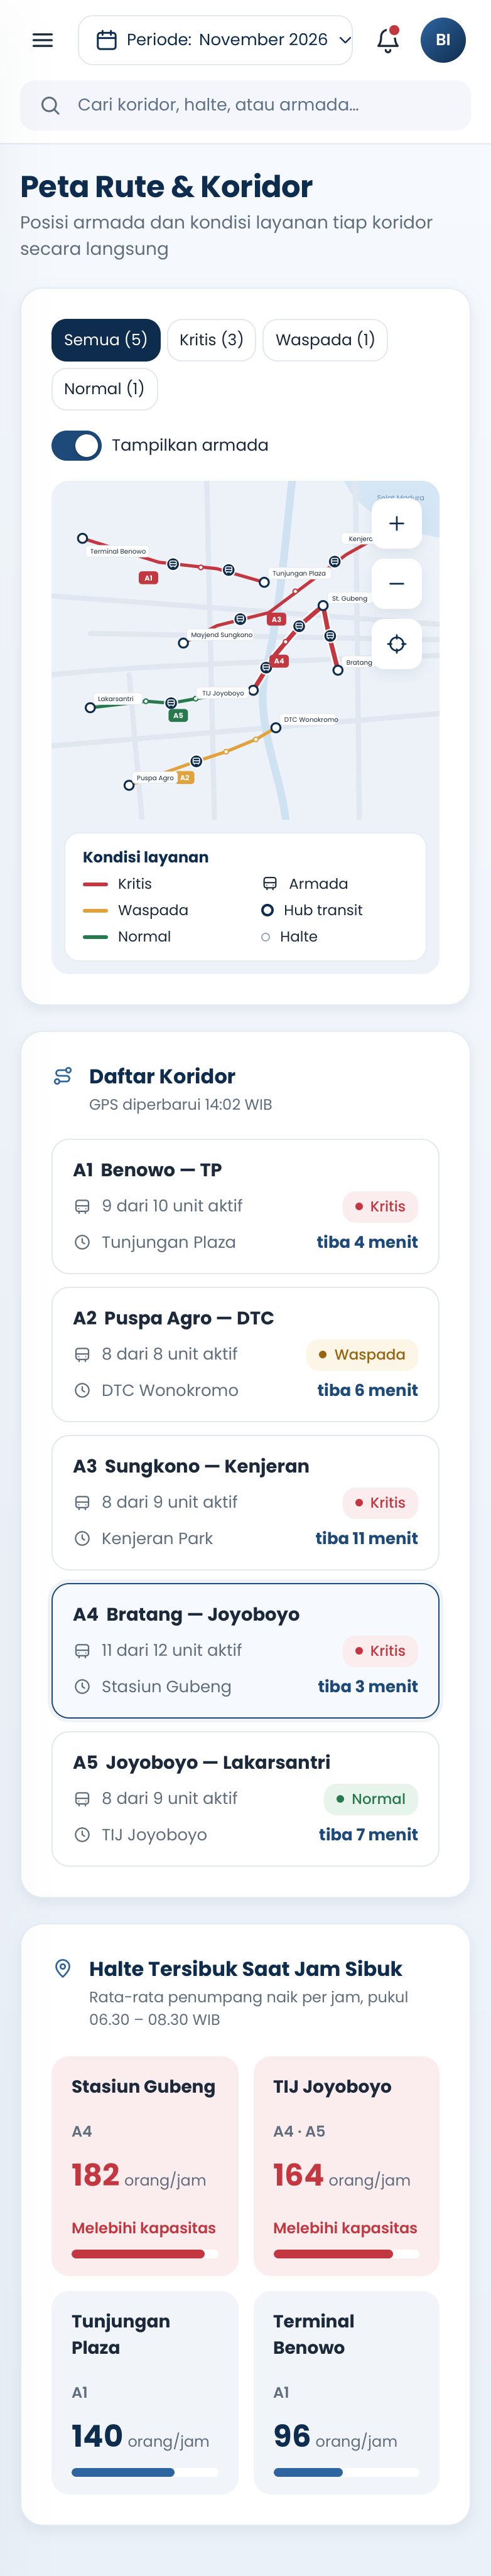 Periode: November 2026
BI
Cari koridor, halte, atau armada...
Peta Rute & Koridor
Posisi armada dan kondisi layanan tiap koridor
secara langsung
Semua (5)
Kritis (3)
Waspada (1)
Normal (1)
Tampilkan armada
Selat Madura
Kenjera
Terminal Benowo
Tunjungan Plaza
A1
St. Gubeng
A3
Mayjend Sungkono
A4
Bratang
Lakarsantri
TIJ Joyoboyo
A5
DTC Wonokromo
Puspa Agro
A2
Kondisi layanan
Kritis
Armada
Waspada
Hub transit
Normal
Halte
Daftar Koridor
GPS diperbarui 14:02 WIB
A1 Benowo — TP
9 dari 10 unit aktif
Kritis
Tunjungan Plaza
tiba 4 menit
A2 Puspa Agro — DTC
8 dari 8 unit aktif
Waspada
DTC Wonokromo
tiba 6 menit
A3 Sungkono — Kenjeran
8 dari 9 unit aktif
Kritis
Kenjeran Park
tiba 11 menit
A4 Bratang — Joyoboyo
11 dari 12 unit aktif
Kritis
Stasiun Gubeng
tiba 3 menit
A5 Joyoboyo — Lakarsantri
8 dari 9 unit aktif
Normal
TIJ Joyoboyo
tiba 7 menit
Halte Tersibuk Saat Jam Sibuk
Rata-rata penumpang naik per jam, pukul
06.30 – 08.30 WIB
Stasiun Gubeng
A4
182 orang/jam
Melebihi kapasitas
TIJ Joyoboyo
A4 · A5
164 orang/jam
Melebihi kapasitas
Tunjungan
Plaza
A1
140 orang/jam
Terminal
Benowo
A1
96 orang/jam